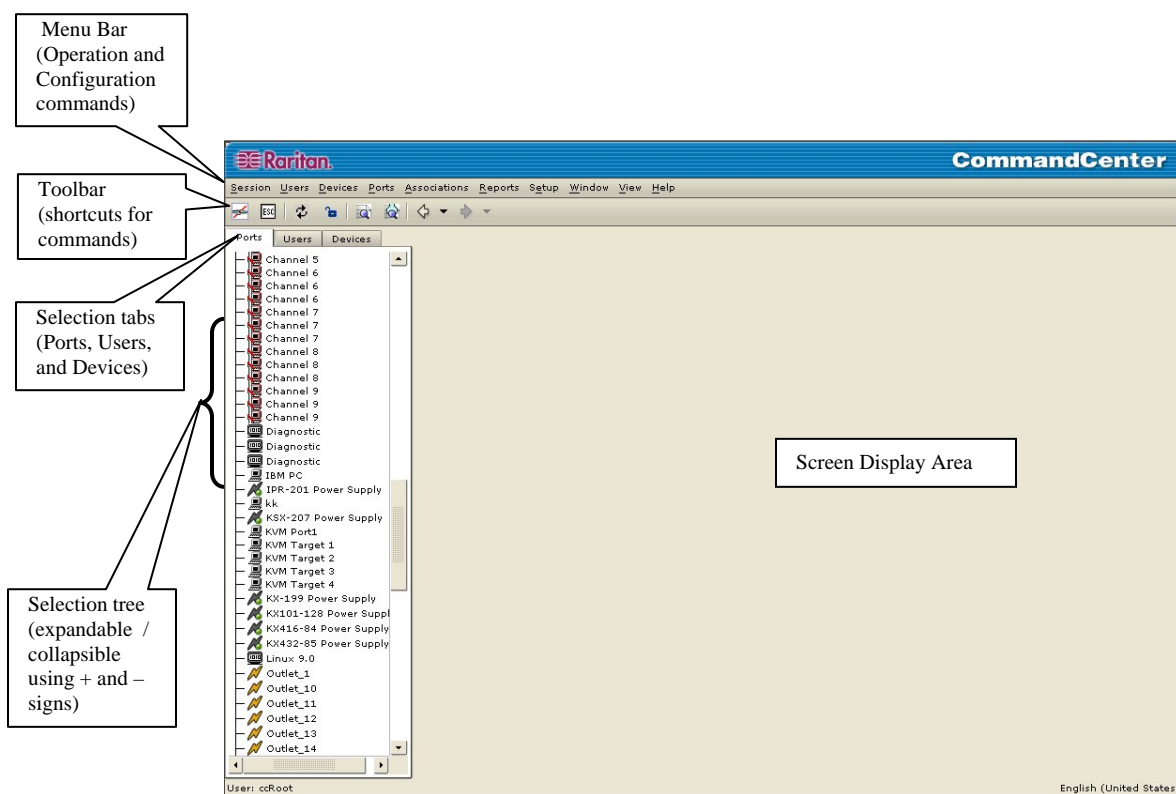 Menu Bar
(Operation and
Configuration
commands)
Toolbar
(shortcuts for
commands)
Selection tabs
(Ports, Users,
and Devices)
Selection tree
(expandable /
collapsible
using + and –
signs)
Raritan.
CommandCenter
Session Users Devices Ports Associations Reports Setup Window View Help
ESC
Ports Users Devices
Channel 5
Channel 6
Channel 6
Channel 6
Channel 7
Channel 7
Channel 7
Channel 8
Channel 8
Channel 8
Channel 9
Channel 9
Channel 9
Diagnostic
Diagnostic
Diagnostic
IBM PC
IPR-201 Power Supply
kk
KSX-207 Power Supply
KVM Port1
KVM Target 1
KVM Target 2
KVM Target 3
KVM Target 4
KX-199 Power Supply
KX101-128 Power Suppl
KX416-84 Power Supply
KX432-85 Power Supply
Linux 9.0
Outlet_1
Outlet_10
Outlet_11
Outlet_12
Outlet_13
Outlet_14
Screen Display Area
User: ccRoot
English (United States